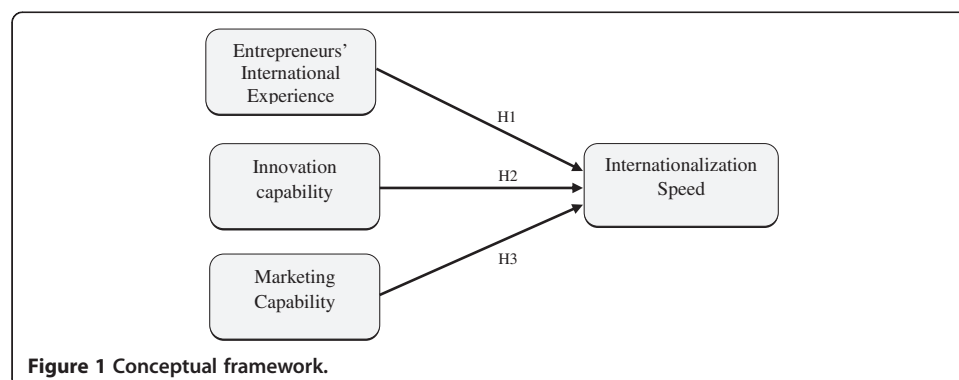 Entrepreneurs’
International
Experience
H1
Innovation
capability
H2
Internationalization
Speed
Marketing
Capability
H3
Figure 1 Conceptual framework.